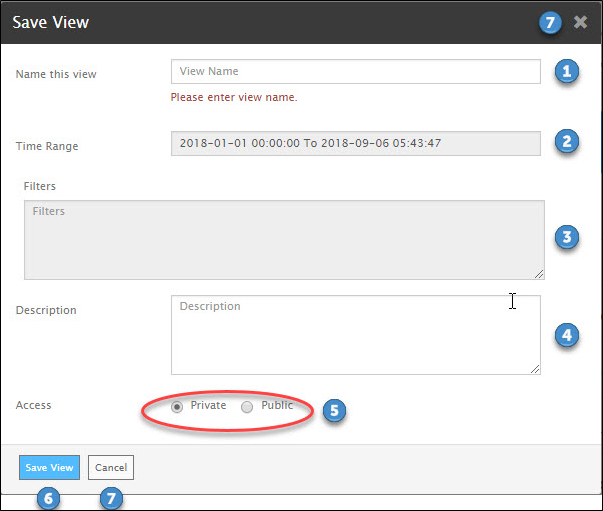 Save View 7
Name this view View Name 1
Please enter view name.
Time Range 2018-01-01 00:00:00 To 2018-09-06 05:43:47 2
Filters
Filters
3
Description Description
4
Access Private Public 5
Save View Cancel
6 7